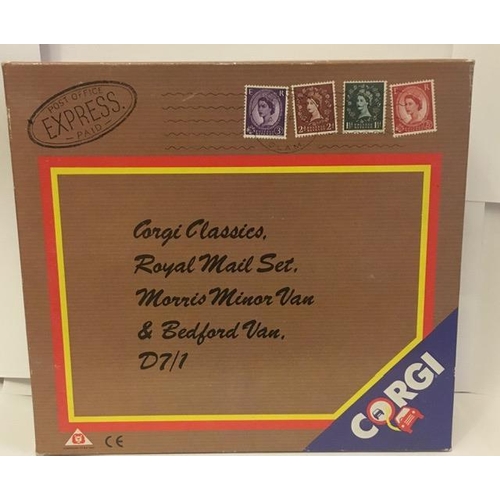 POST OFFICE
EXPRESS
PAID
Corgi Classics,
Royal Mail Set,
Morris Minor Van
& Bedford Van,
D7/1
CORGI
CE